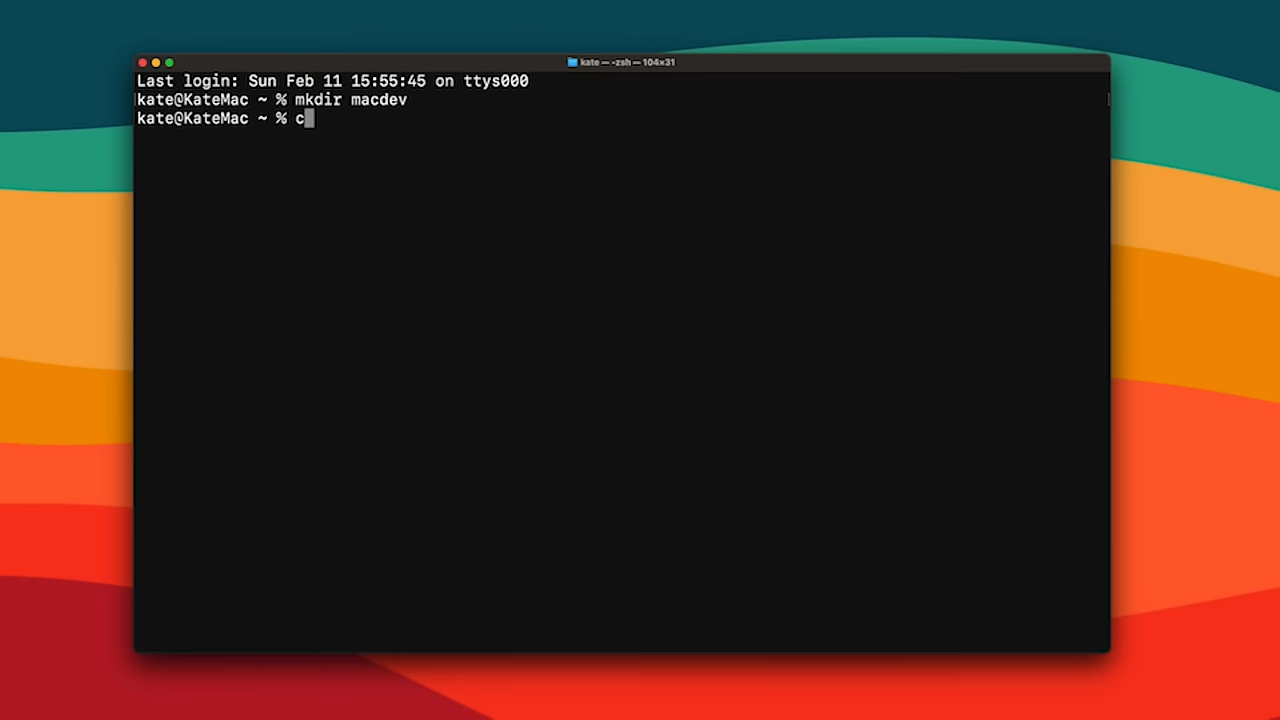 kate — -zsh — 104×31
Last login: Sun Feb 11 15:55:45 on ttys000
kate@KateMac ~ % mkdir macdev
kate@KateMac ~ % c